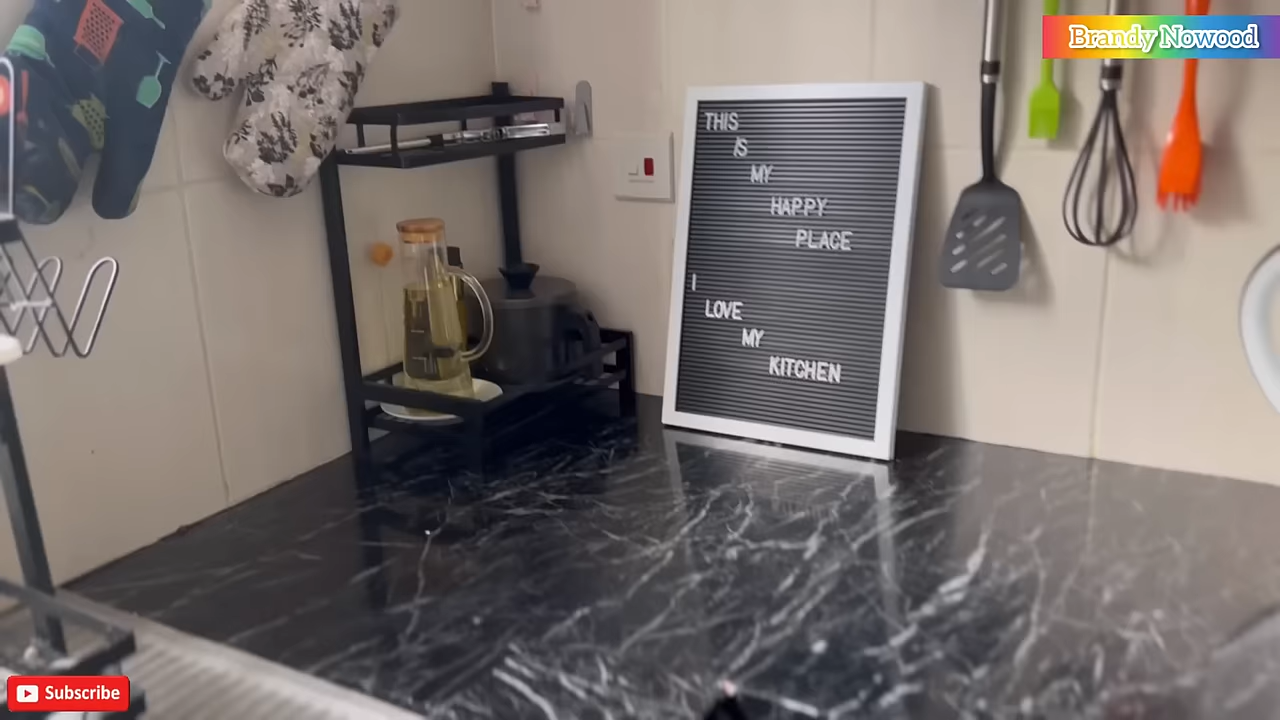 Brandy Nowood
THIS
IS
MY
HAPPY
PLACE
I
LOVE
MY
KITCHEN
Subscribe